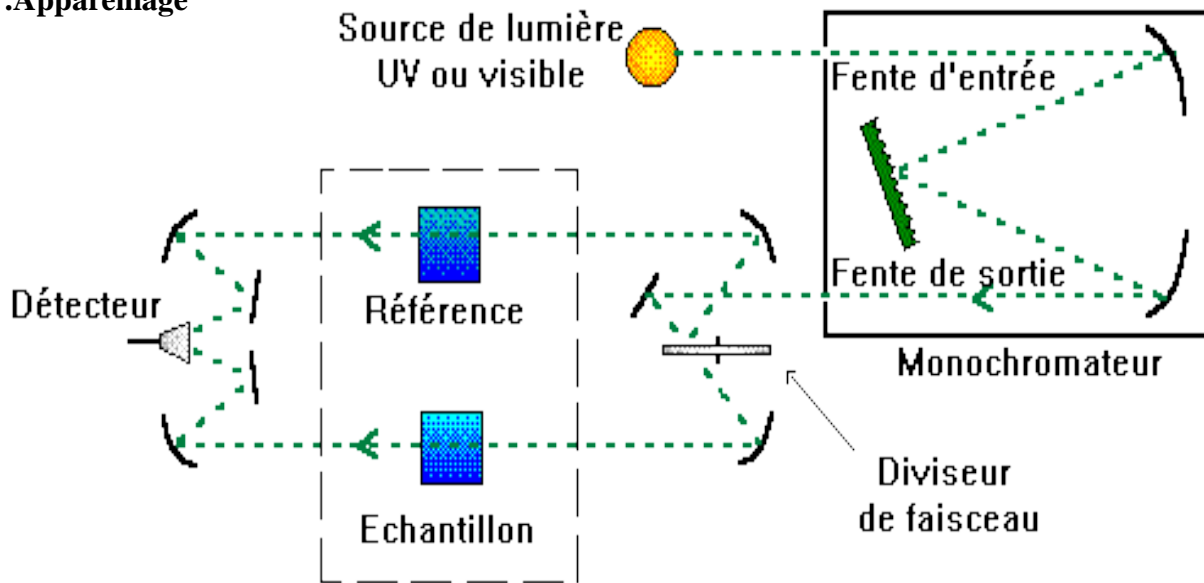 .Appareillage
Source de lumière
UV ou visible
Fente d'entrée
Fente de sortie
Monochromateur
Référence
Détecteur
Echantillon
Diviseur
de faisceau